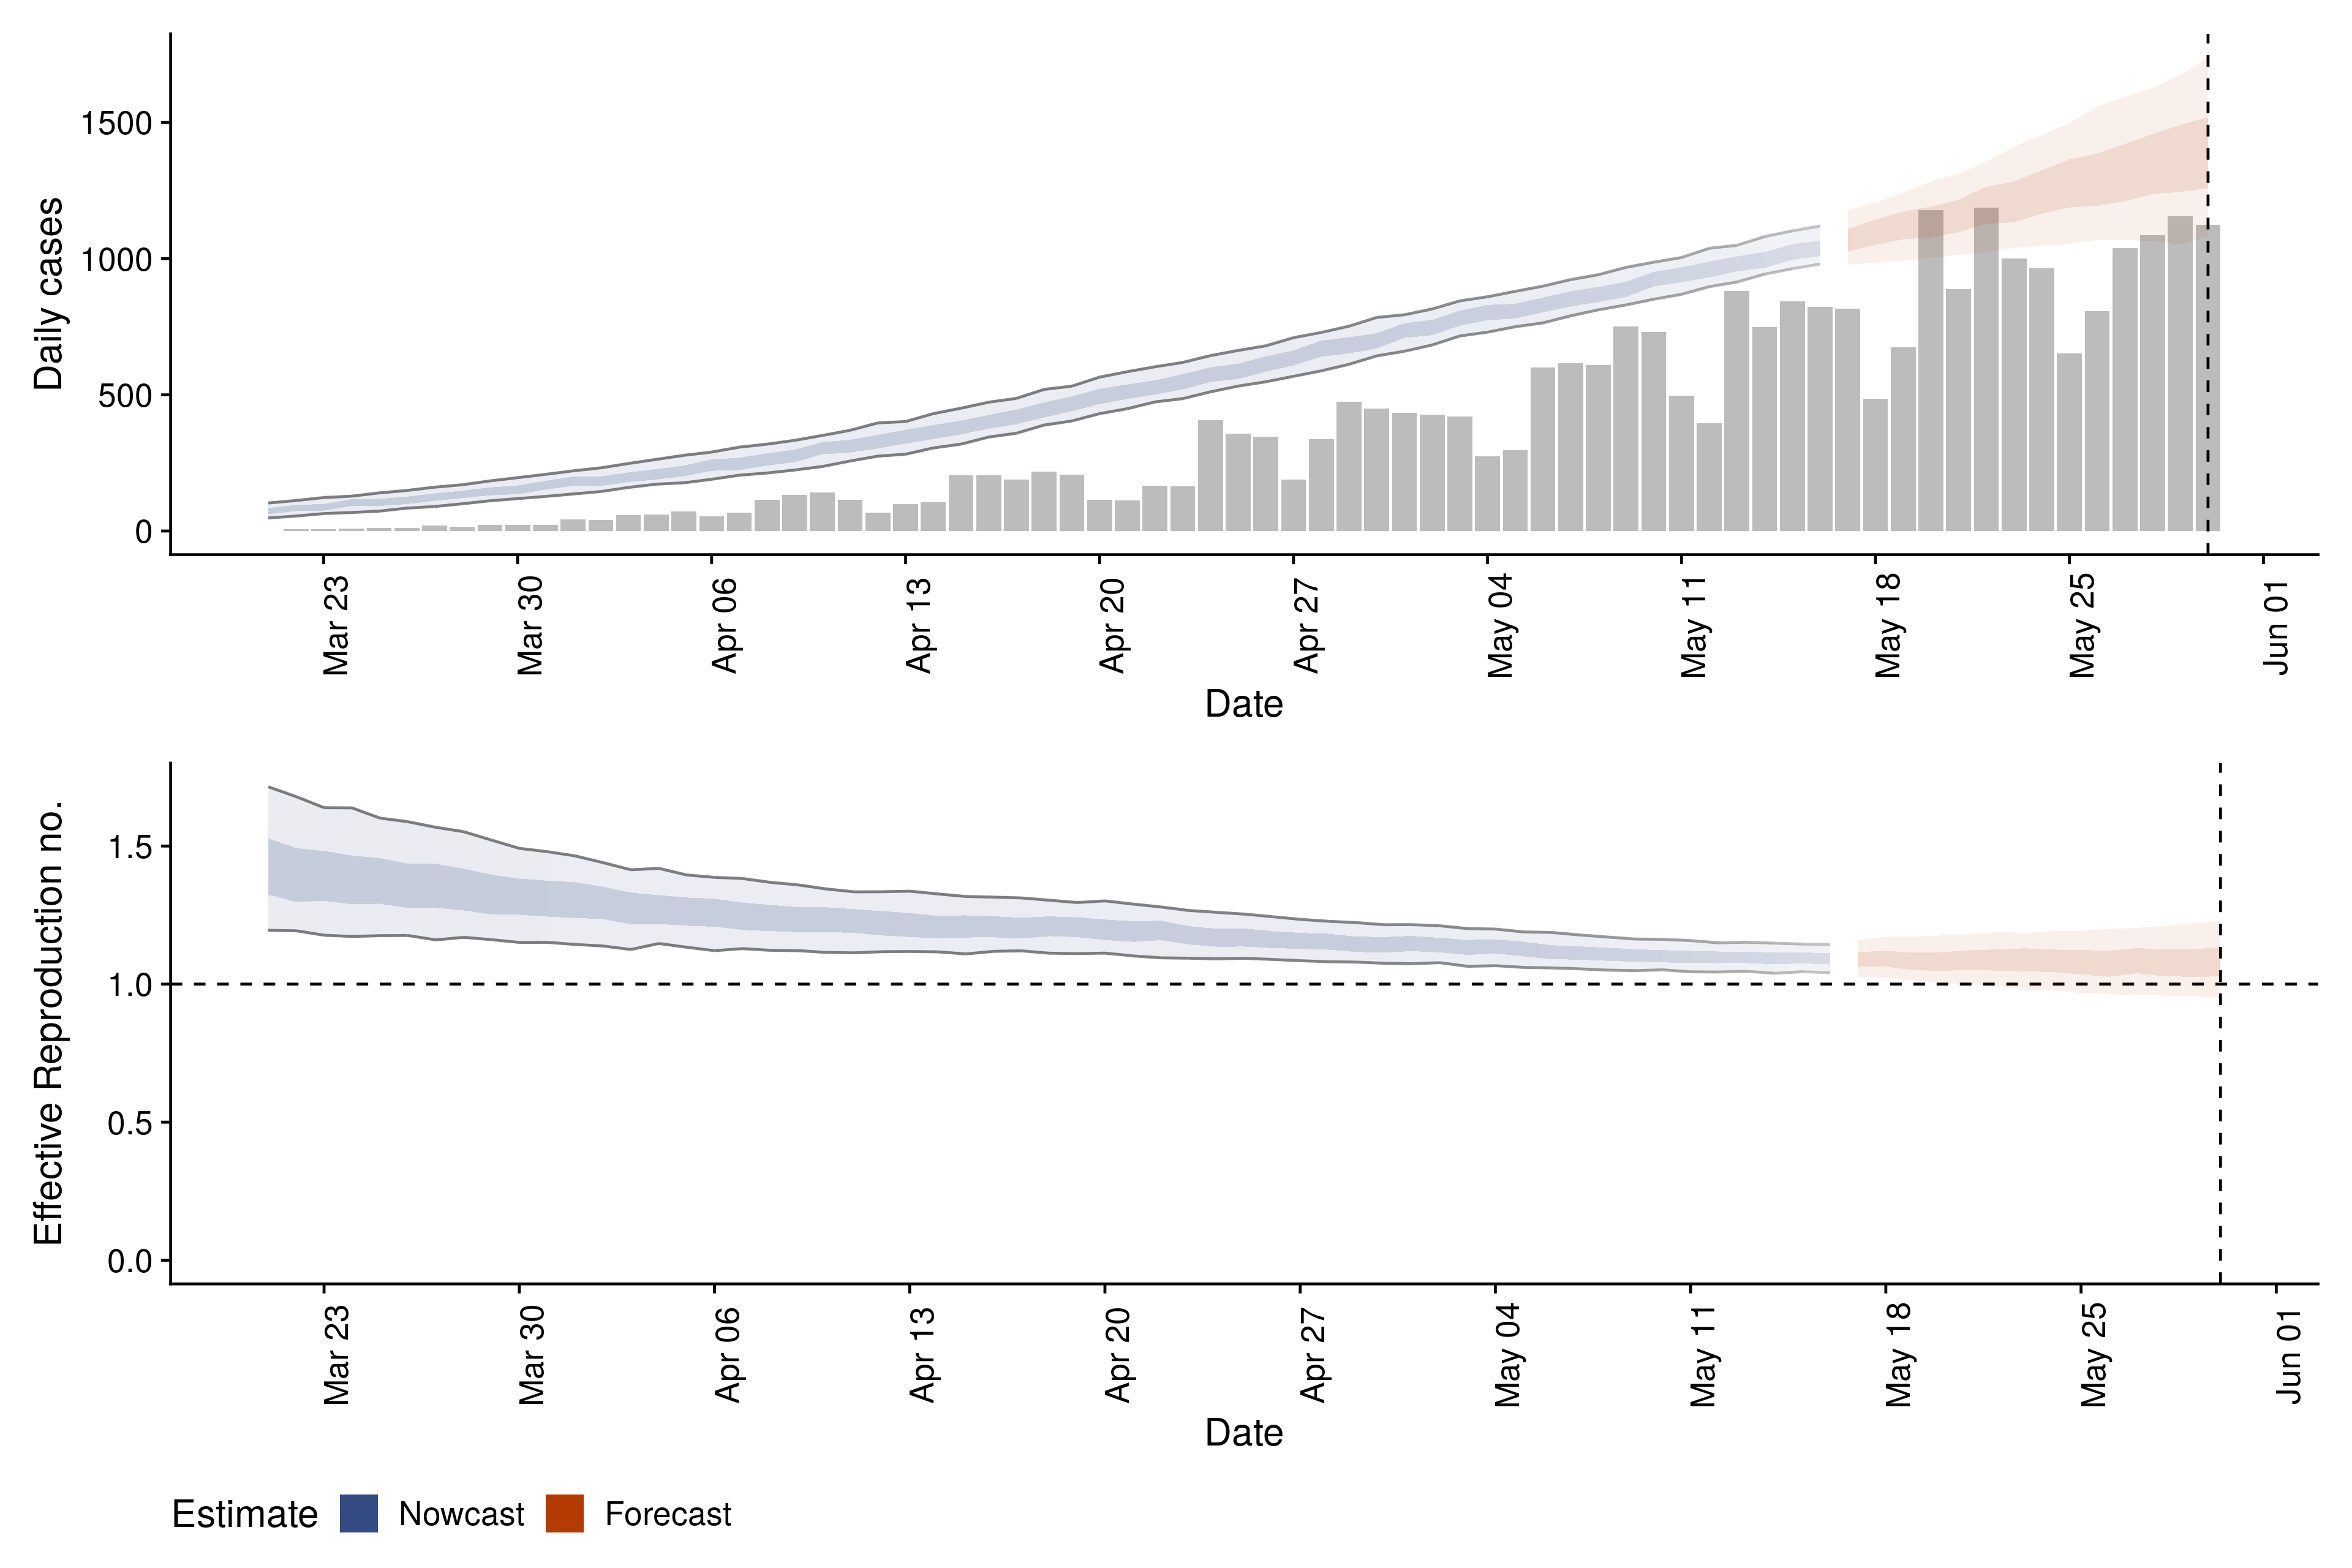 Daily cases
1500
1000
500
0
Mar 23
Mar 30
Apr 06
Apr 13
Apr 20
Apr 27
May 04
May 11
May 18
May 25
Jun 01
Date
Effective Reproduction no.
1.5
1.0
0.5
0.0
Mar 23
Mar 30
Apr 06
Apr 13
Apr 20
Apr 27
May 04
May 11
May 18
May 25
Jun 01
Date
Estimate Nowcast Forecast